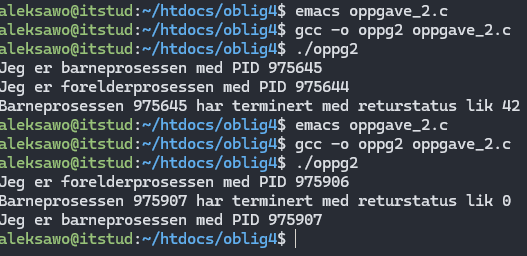 aleksawo@itstud:~/htdocs/oblig4$ emacs oppgave_2.c
aleksawo@itstud:~/htdocs/oblig4$ gcc -o oppg2 oppgave_2.c
aleksawo@itstud:~/htdocs/oblig4$ ./oppg2
Jeg er barneprosessen med PID 975645
Jeg er forelderprosessen med PID 975644
Barneprosessen 975645 har terminert med returstatus lik 42
aleksawo@itstud:~/htdocs/oblig4$ emacs oppgave_2.c
aleksawo@itstud:~/htdocs/oblig4$ gcc -o oppg2 oppgave_2.c
aleksawo@itstud:~/htdocs/oblig4$ ./oppg2
Jeg er forelderprosessen med PID 975906
Barneprosessen 975907 har terminert med returstatus lik 0
Jeg er barneprosessen med PID 975907
aleksawo@itstud:~/htdocs/oblig4$